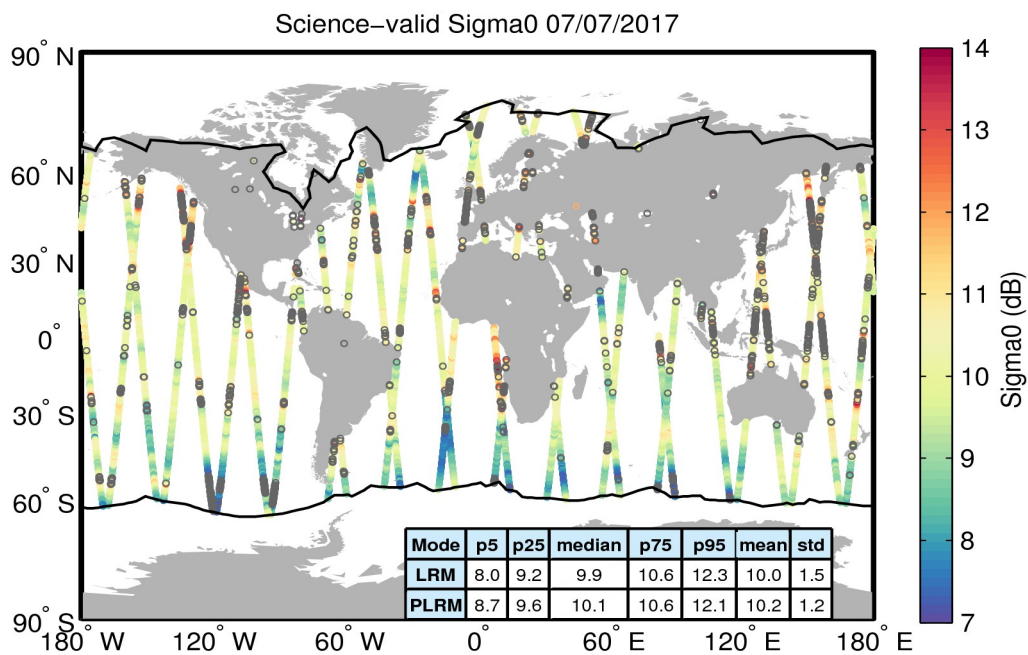 Science−valid Sigma0 07/07/2017
90° N
60° N
30° N
0°
30° S
60° S
90° S
180° W
120° W
60° W
0°
60° E
120° E
180° E
14
13
12
11
10
9
8
7
Sigma0 (dB)
Mode p5 p25 median p75 p95 mean std
LRM 8.0 9.2 9.9 10.6 12.3 10.0 1.5
PLRM 8.7 9.6 10.1 10.6 12.1 10.2 1.2